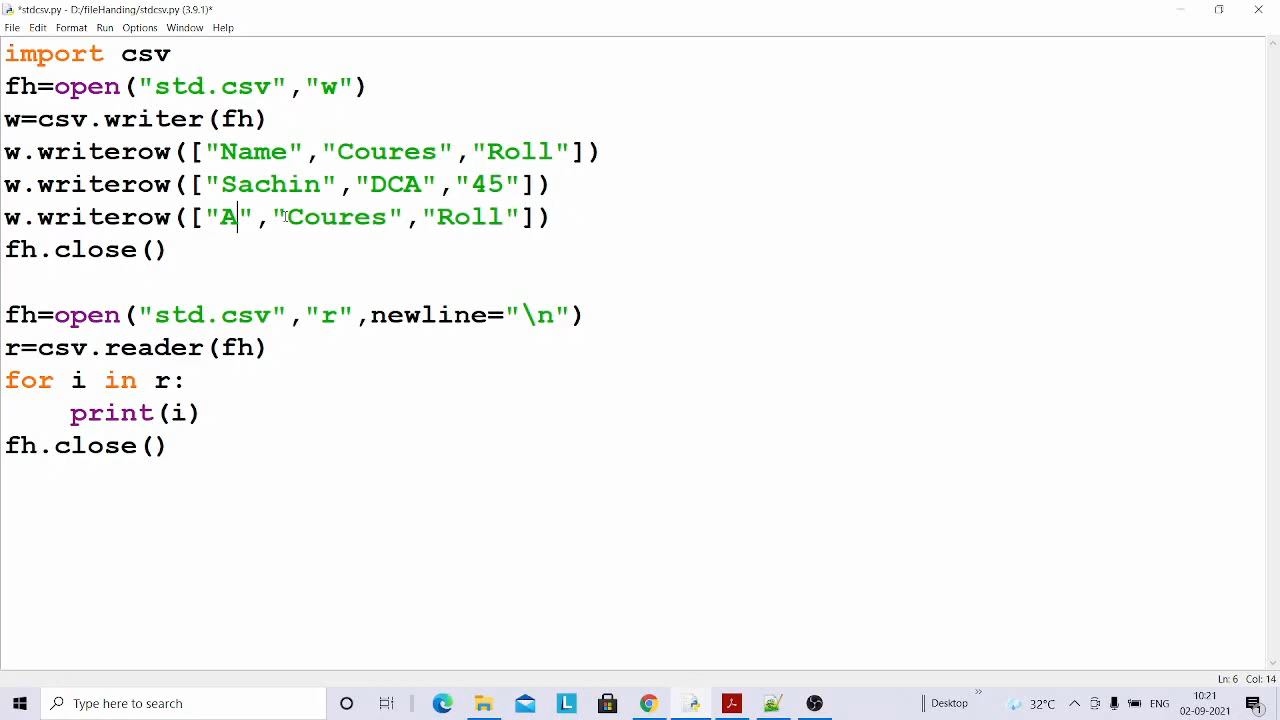 *stdcsv.py - D:/fileHanding/stdcsv.py (3.9.1)*
File Edit Format Run Options Window Help
import csv
fh=open("std.csv","w")
w=csv.writer(fh)
w.writerow(["Name","Coures","Roll"])
w.writerow(["Sachin","DCA","45"])
w.writerow(["A","Coures","Roll"])
fh.close()
fh=open("std.csv","r",newline="\n")
r=csv.reader(fh)
for i in r:
    print(i)
fh.close()
Ln: 6 Col: 14
Type here to search
L
Desktop
»
32°C
ENG
10:21
02-09-2021
1